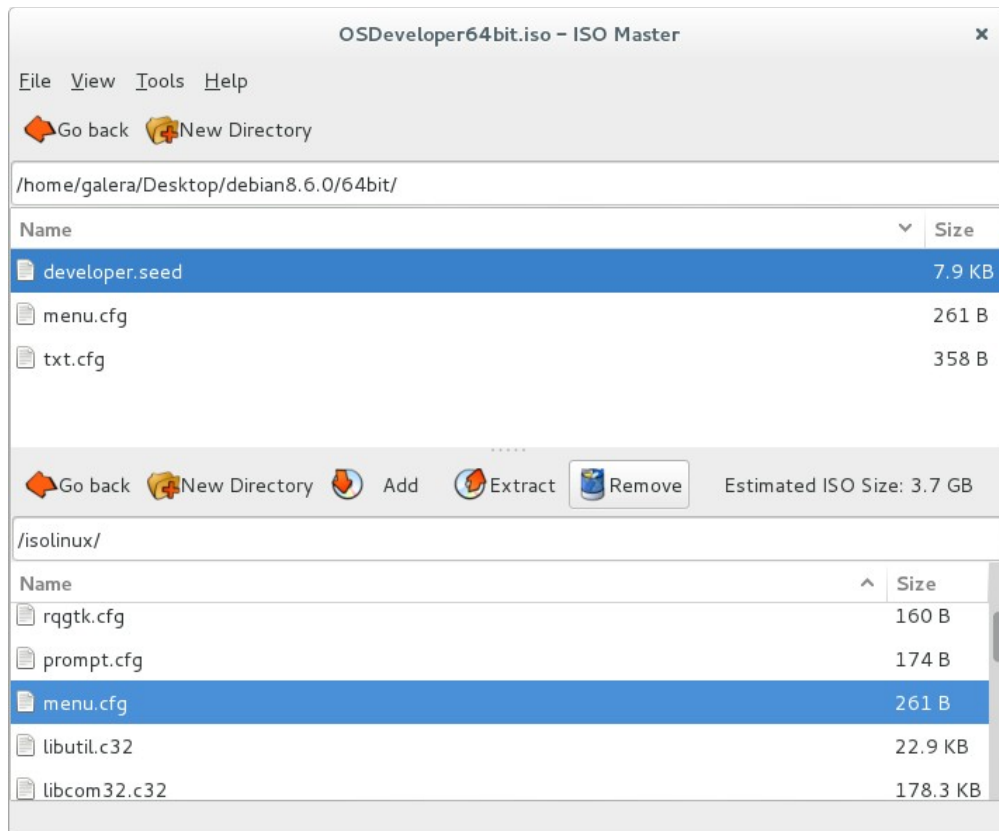 OSDeveloper64bit.iso – ISO Master
File View Tools Help
Go back New Directory
/home/galera/Desktop/debian8.6.0/64bit/
Name Size
developer.seed 7.9 KB
menu.cfg 261 B
txt.cfg 358 B
Go back New Directory Add Extract Remove Estimated ISO Size: 3.7 GB
/isolinux/
Name Size
rqgtk.cfg 160 B
prompt.cfg 174 B
menu.cfg 261 B
libutil.c32 22.9 KB
libcom32.c32 178.3 KB